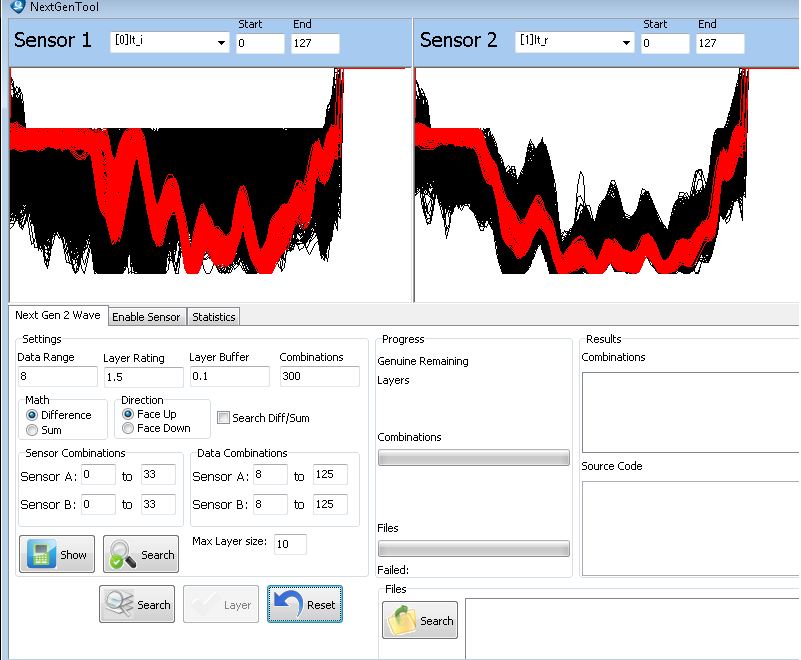 NextGenTool
Sensor 1
[0]lt_i
Start
0
End
127
Sensor 2
[1]lt_r
Start
0
End
127
Next Gen 2 Wave
Enable Sensor
Statistics
Settings
Data Range
8
Layer Rating
1.5
Layer Buffer
0.1
Combinations
300
Math
Difference
Sum
Direction
Face Up
Face Down
Search Diff/Sum
Sensor Combinations
Sensor A: 0 to 33
Sensor B: 0 to 33
Data Combinations
Sensor A: 8 to 125
Sensor B: 8 to 125
Show
Search
Max Layer size: 10
Search
Layer
Reset
Progress
Genuine Remaining
Layers
Combinations
Files
Failed:
Files
Search
Results
Combinations
Source Code